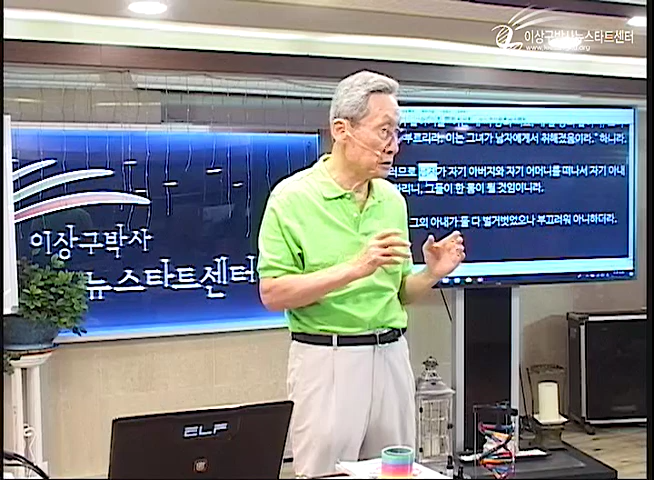 이상구박사뉴스타트센터
부르리라. 이는 그녀가 남자에게서 취해졌음이라." 하니라.
가 자기 아버지와 자기 어머니를 떠나서 자기 아내
그들이 한 몸이 될 것임이니라.
그의 아내가 둘 다 벌거벗었으나 부끄러워 아니하더라.
이상구박사
뉴스타트센터
ELF